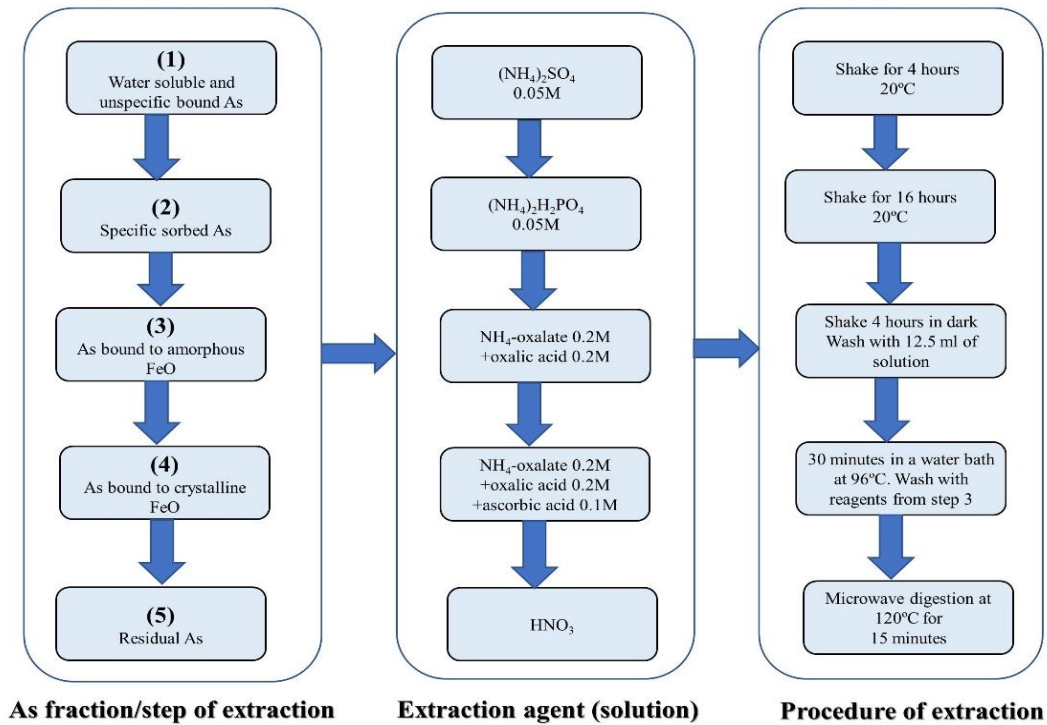 (1)
Water soluble and
unspecific bound As
(2)
Specific sorbed As
(3)
As bound to amorphous
FeO
(4)
As bound to crystalline
FeO
(5)
Residual As
As fraction/step of extraction
(NH₄)₂SO₄
0.05M
(NH₄)₂H₂PO₄
0.05M
NH₄-oxalate 0.2M
+oxalic acid 0.2M
NH₄-oxalate 0.2M
+oxalic acid 0.2M
+ascorbic acid 0.1M
HNO₃
Extraction agent (solution)
Shake for 4 hours
20ºC
Shake for 16 hours
20ºC
Shake 4 hours in dark
Wash with 12.5 ml of
solution
30 minutes in a water bath
at 96ºC. Wash with
reagents from step 3
Microwave digestion at
120ºC for
15 minutes
Procedure of extraction